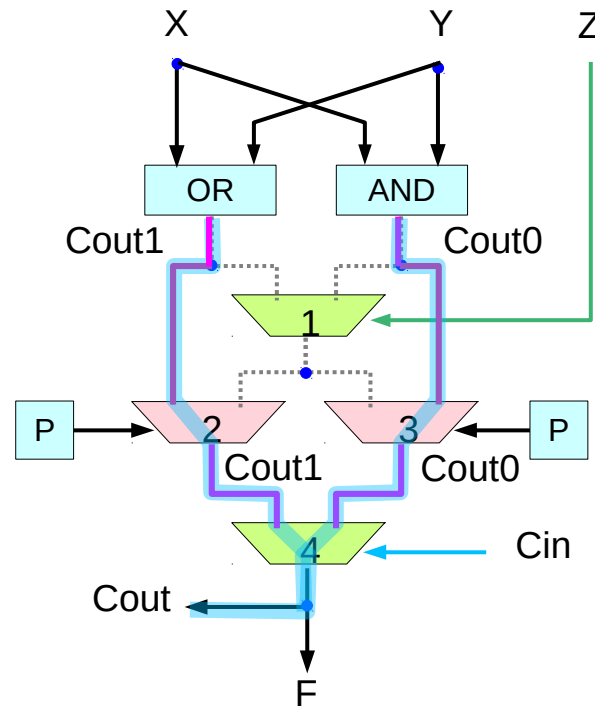 X Y Z
OR AND
Cout1 Cout0
1
P 2 3 P
Cout1 Cout0
4 Cin
Cout
F